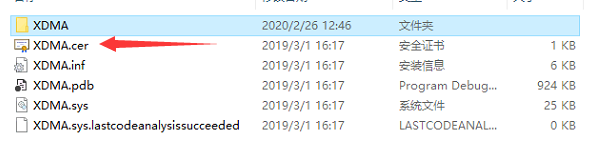 XDMA 2020/2/26 12:46 文件夹
XDMA.cer 2019/3/1 16:17 安全证书 1 KB
XDMA.inf 2019/3/1 16:17 安装信息 6 KB
XDMA.pdb 2019/3/1 16:17 Program Debug... 924 KB
XDMA.sys 2019/3/1 16:17 系统文件 25 KB
XDMA.sys.lastcodeanalysissucceeded 2019/3/1 16:17 LASTCODEANAL... 0 KB